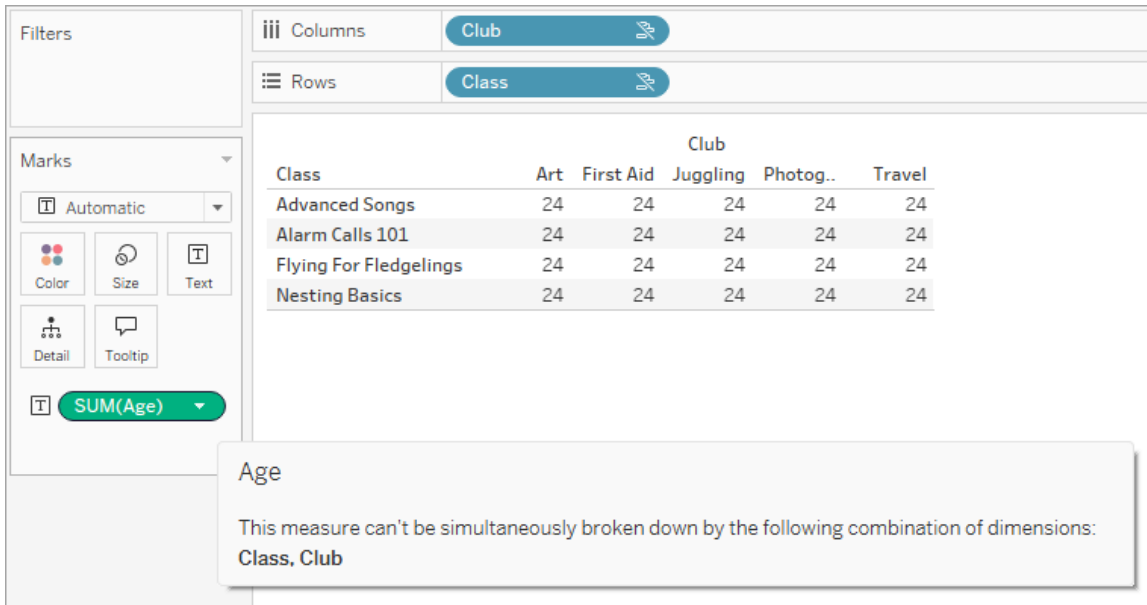 Filters
Columns Club
Rows Class
Marks
T Automatic
Color Size T Text
Detail Tooltip
T SUM(Age)
Club
Class Art First Aid Juggling Photog.. Travel
Advanced Songs 24 24 24 24 24
Alarm Calls 101 24 24 24 24 24
Flying For Fledgelings 24 24 24 24 24
Nesting Basics 24 24 24 24 24
Age
This measure can't be simultaneously broken down by the following combination of dimensions:
Class, Club